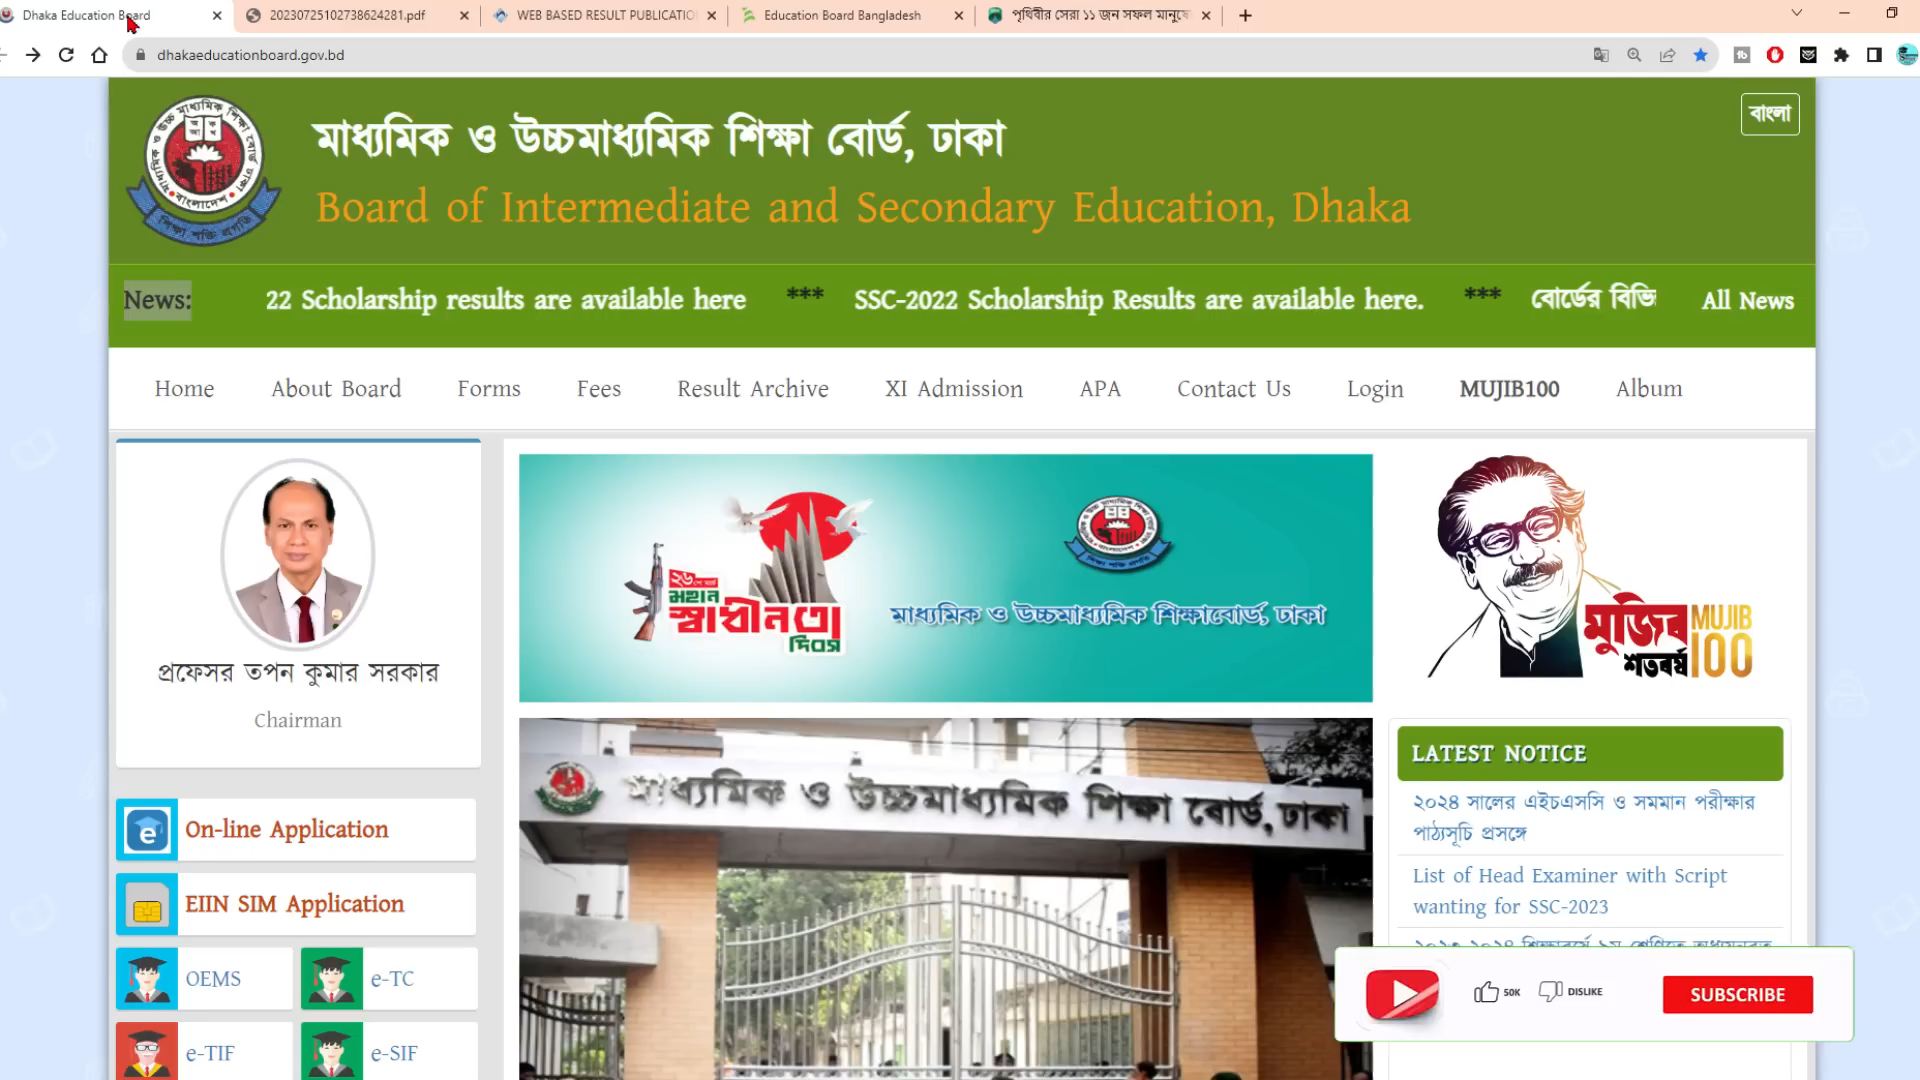 Dhaka Education Board
20230725102738624281.pdf
WEB BASED RESULT PUBLICATIO
Education Board Bangladesh
পৃথিবীর সেরা ১১ জন সফল মানুষে
dhakaeducationboard.gov.bd
মাধ্যমিক ও উচ্চমাধ্যমিক শিক্ষা বোর্ড, ঢাকা
বাংলা
Board of Intermediate and Secondary Education, Dhaka
News:
22 Scholarship results are available here *** SSC-2022 Scholarship Results are available here. *** বোর্ডের বিভি
All News
Home About Board Forms Fees Result Archive XI Admission APA Contact Us Login MUJIB100 Album
প্রফেসর তপন কুমার সরকার
Chairman
On-line Application
EIIN SIM Application
OEMS
e-TC
e-TIF
e-SIF
২৬শে মার্চ
মহান
স্বাধীনতা
দিবস
মাধ্যমিক ও উচ্চমাধ্যমিক শিক্ষাবোর্ড, ঢাকা
মুজিব
শতবর্ষ
MUJIB
100
মাধ্যমিক ও উচ্চমাধ্যমিক শিক্ষা বোর্ড, ঢাকা
LATEST NOTICE
২০২৪ সালের এইচএসসি ও সমমান পরীক্ষার
পাঠ্যসূচি প্রসঙ্গে
List of Head Examiner with Script
wanting for SSC-2023
50K
DISLIKE
SUBSCRIBE